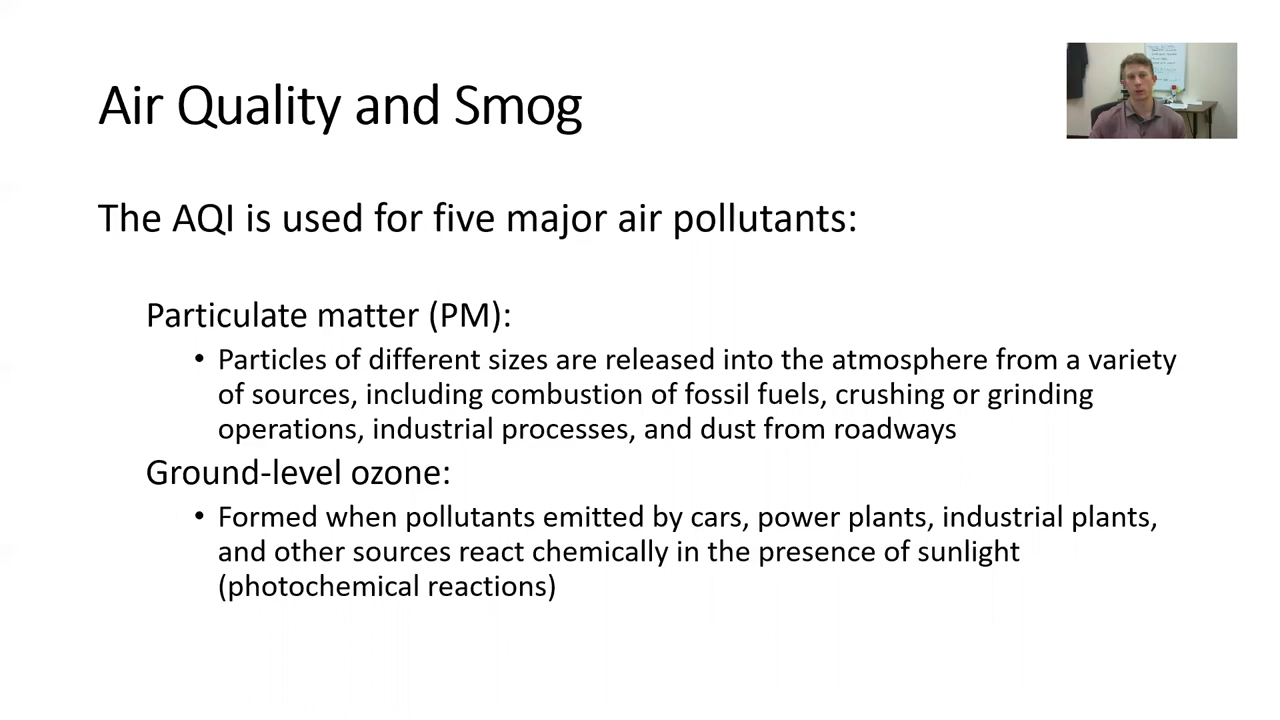 Air Quality and Smog
The AQI is used for five major air pollutants:
Particulate matter (PM):
• Particles of different sizes are released into the atmosphere from a variety
of sources, including combustion of fossil fuels, crushing or grinding
operations, industrial processes, and dust from roadways
Ground-level ozone:
• Formed when pollutants emitted by cars, power plants, industrial plants,
and other sources react chemically in the presence of sunlight
(photochemical reactions)